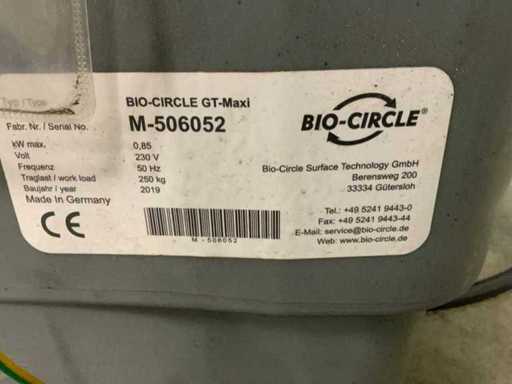 Typ / Type BIO-CIRCLE GT-Maxi
Fabr. Nr. / Serial No. M-506052
kW max. 0,85
Volt 230 V
Frequenz 50 Hz
Traglast / work load 250 kg
Baujahr / year 2019
Made In Germany
CE
M - 506052
BIO-CIRCLE®
Bio-Circle Surface Technology GmbH
Berensweg 200
33334 Gütersloh
Tel.: +49 5241 9443-0
Fax: +49 5241 9443-44
E-Mail: service@bio-circle.de
Web: www.bio-circle.de